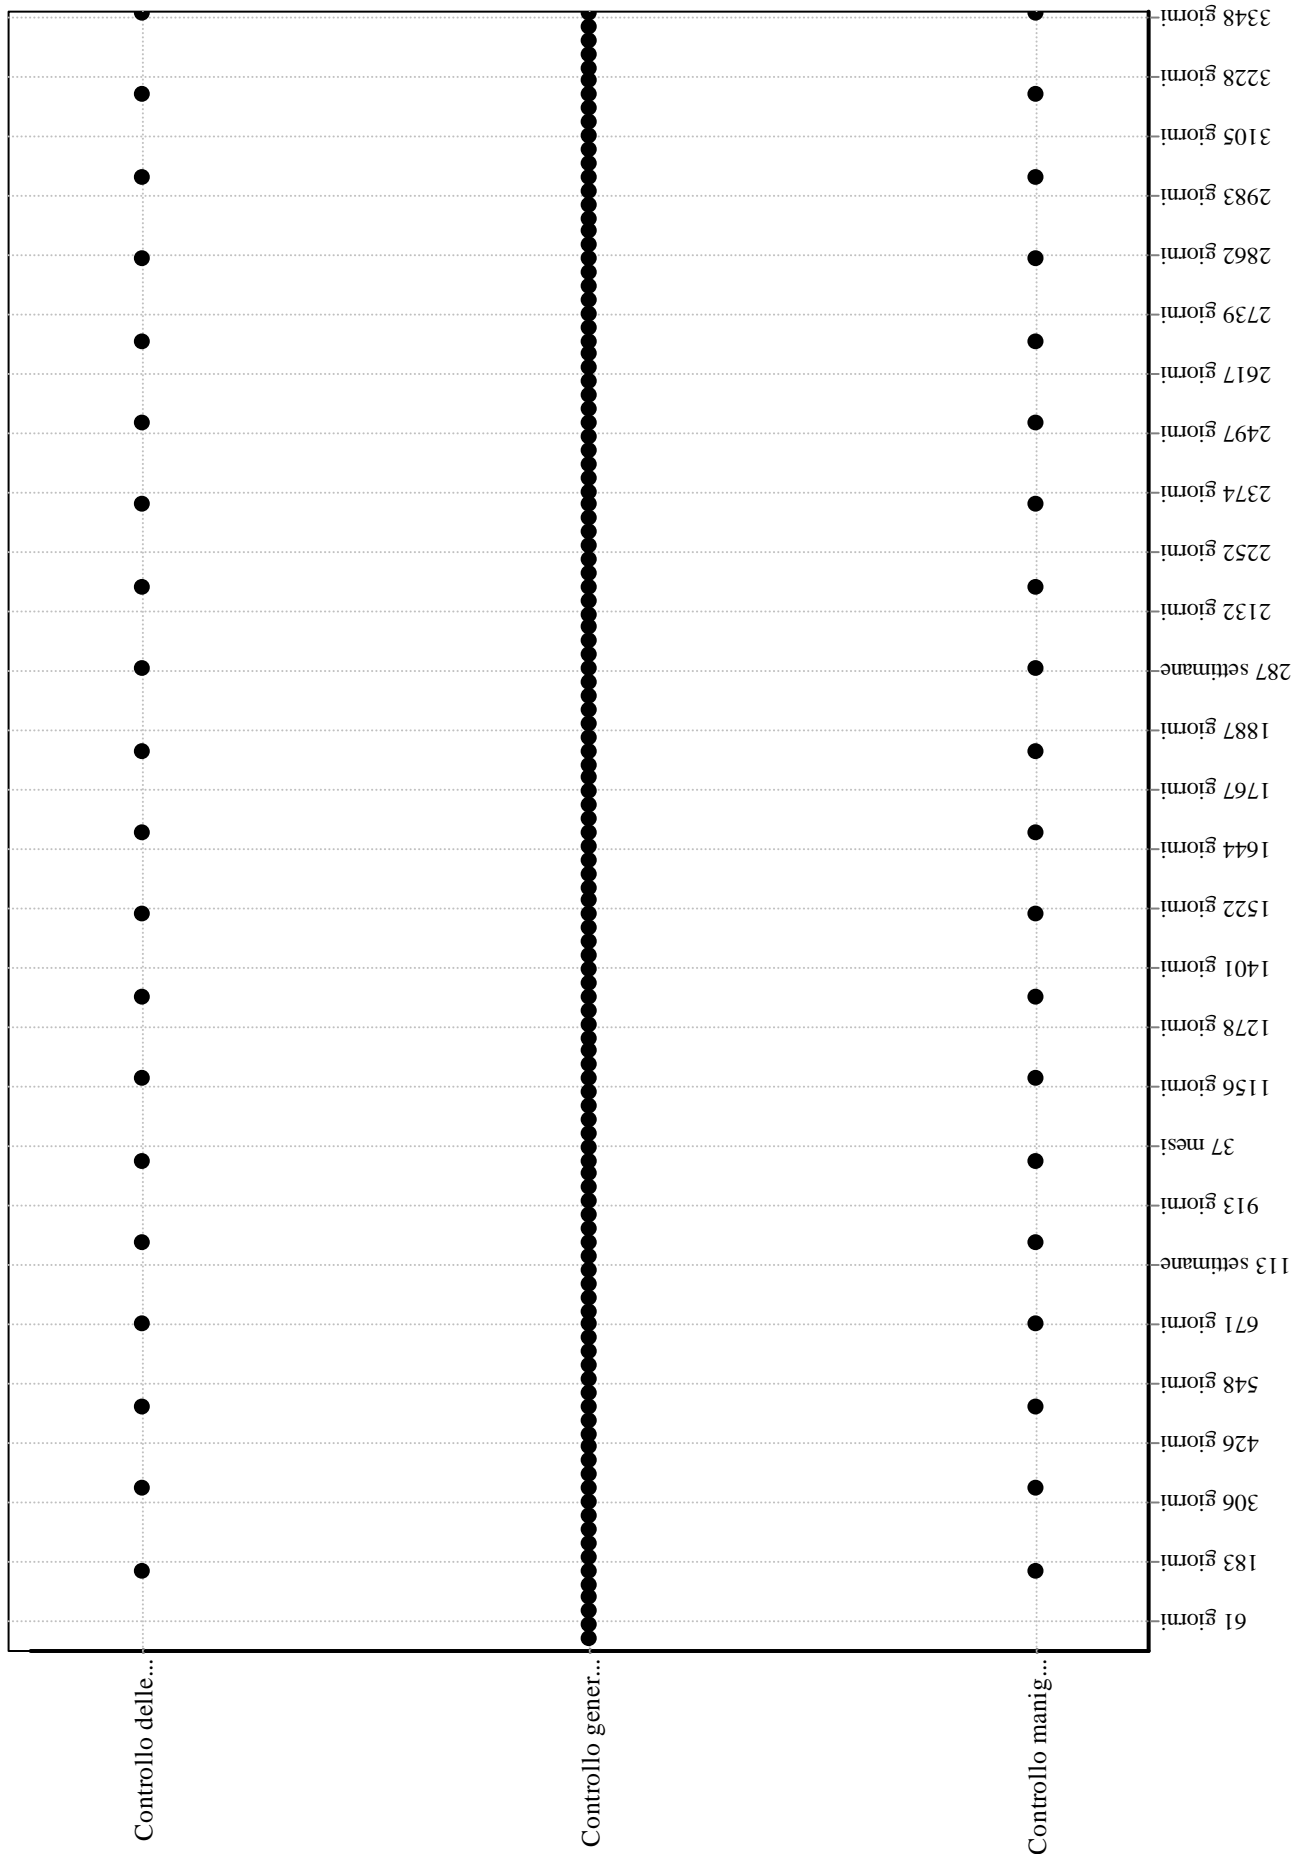 3348 giorni
3228 giorni
3105 giorni
2983 giorni
2862 giorni
2739 giorni
2617 giorni
2497 giorni
2374 giorni
2252 giorni
2132 giorni
287 settimane
1887 giorni
1767 giorni
1644 giorni
1522 giorni
1401 giorni
1278 giorni
1156 giorni
37 mesi
913 giorni
113 settimane
671 giorni
548 giorni
426 giorni
306 giorni
183 giorni
61 giorni
Controllo delle...
Controllo gener...
Controllo manig...